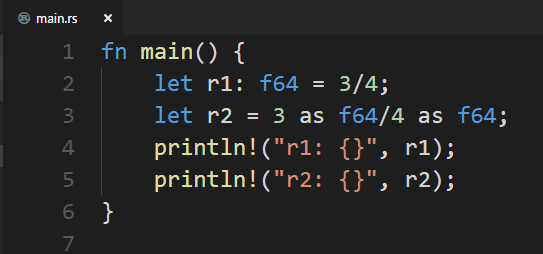 main.rs ×
1 fn main() {
2     let r1: f64 = 3/4;
3     let r2 = 3 as f64/4 as f64;
4     println!("r1: {}", r1);
5     println!("r2: {}", r2);
6 }
7